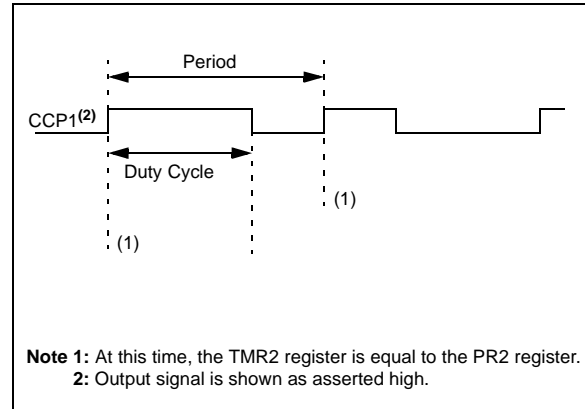 Period
CCP1(2)
Duty Cycle
(1)
(1)
Note 1: At this time, the TMR2 register is equal to the PR2 register.
2: Output signal is shown as asserted high.